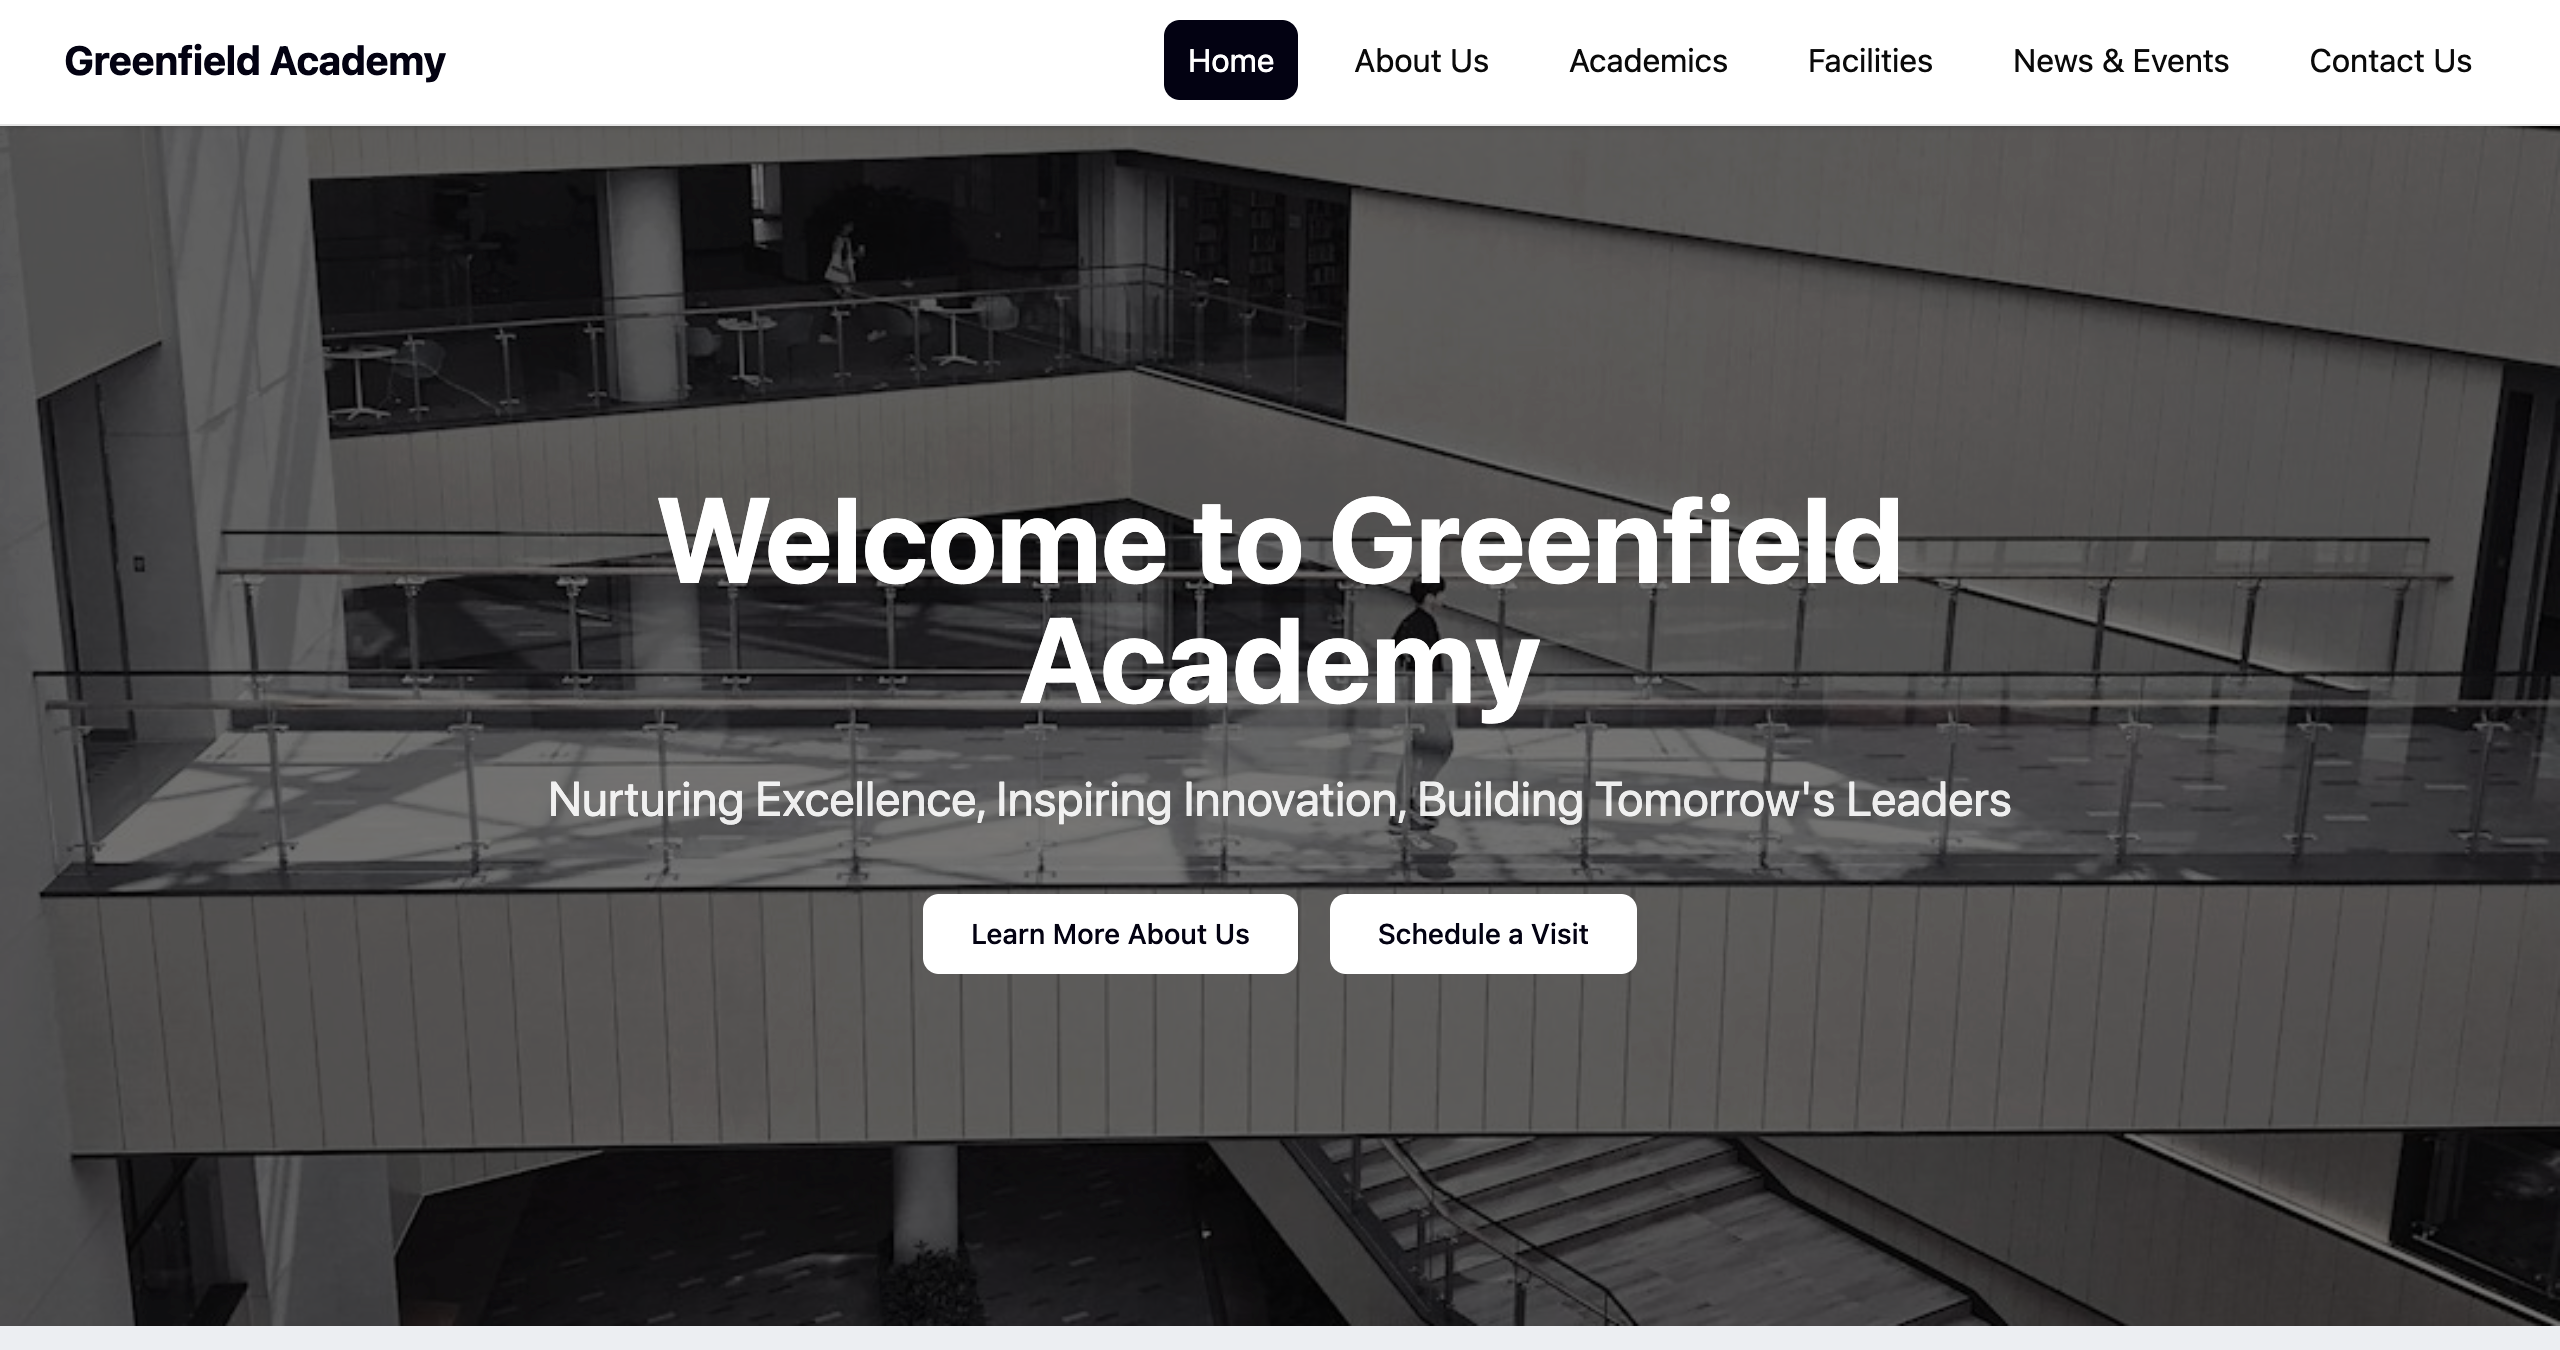 Greenfield Academy
Home
About Us
Academics
Facilities
News & Events
Contact Us
Welcome to Greenfield
Academy
Nurturing Excellence, Inspiring Innovation, Building Tomorrow's Leaders
Learn More About Us
Schedule a Visit